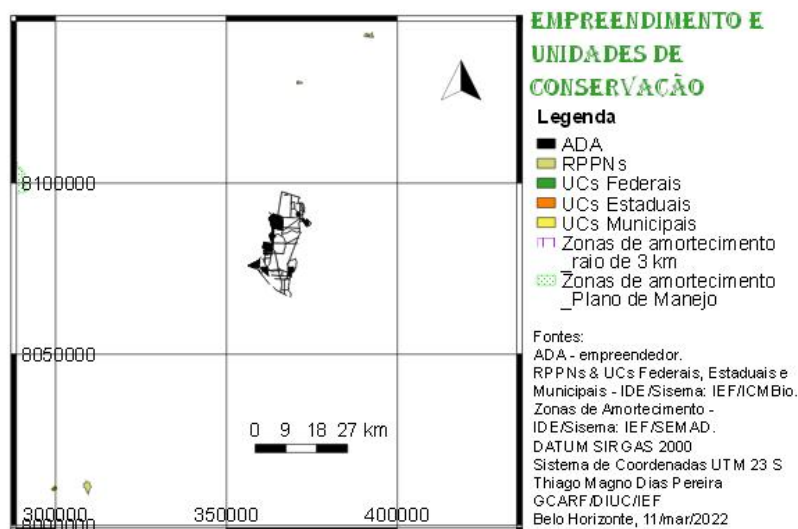 EMPREENDIMENTO E
UNIDADES DE
CONSERVAÇÃO
Legenda
ADA
RPPNs
UCs Federais
UCs Estaduais
UCs Municipais
Zonas de amortecimento
_raio de 3 km
Zonas de amortecimento
_Plano de Manejo
Fontes:
ADA - empreendedor.
RPPNs & UCs Federais, Estaduais e
Municipais - IDE/Sisema: IEF/ICMBio.
Zonas de Amortecimento -
IDE/Sisema: IEF/SEMAD.
DATUM SIRGAS 2000
Sistema de Coordenadas UTM 23 S
Thiago Magno Dias Pereira
GCARF/DIUC/IEF
Belo Horizonte, 11/mar/2022
8100000
8050000
0 9 18 27 km
300000 350000 400000
8000000